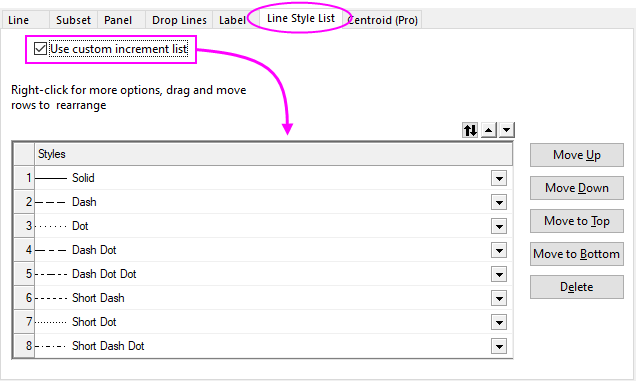 Line Subset Panel Drop Lines Label Line Style List Centroid (Pro)
Use custom increment list
Right-click for more options, drag and move
rows to rearrange
Styles
1 Solid
2 Dash
3 Dot
4 Dash Dot
5 Dash Dot Dot
6 Short Dash
7 Short Dot
8 Short Dash Dot
Move Up
Move Down
Move to Top
Move to Bottom
Delete